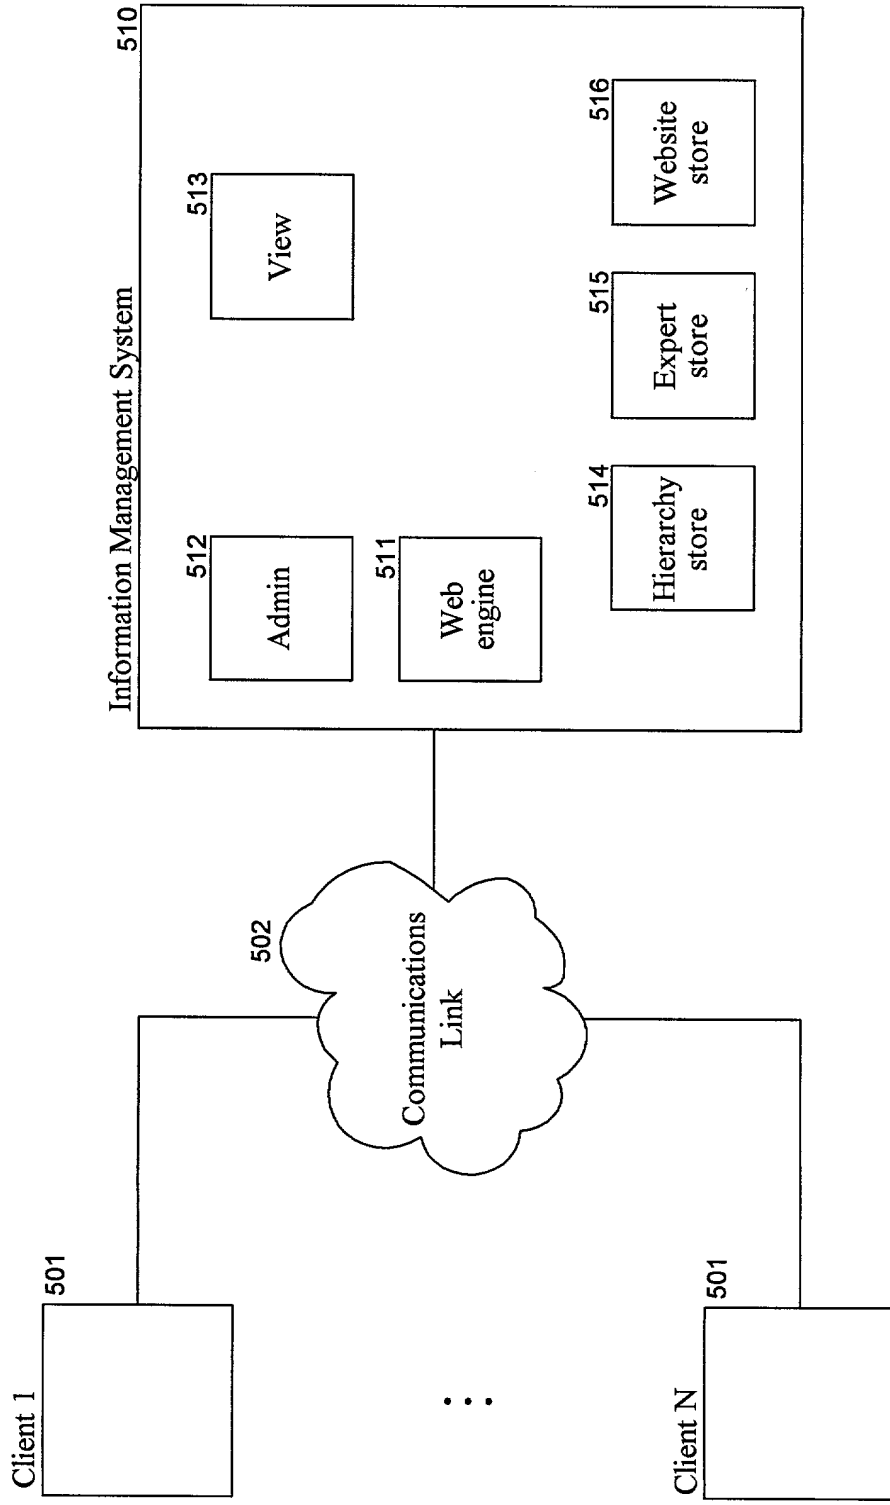 Client 1
501
Client N
501
502
Communications
Link
Information Management System
510
512
Admin
513
View
511
Web
engine
514
Hierarchy
store
515
Expert
store
516
Website
store